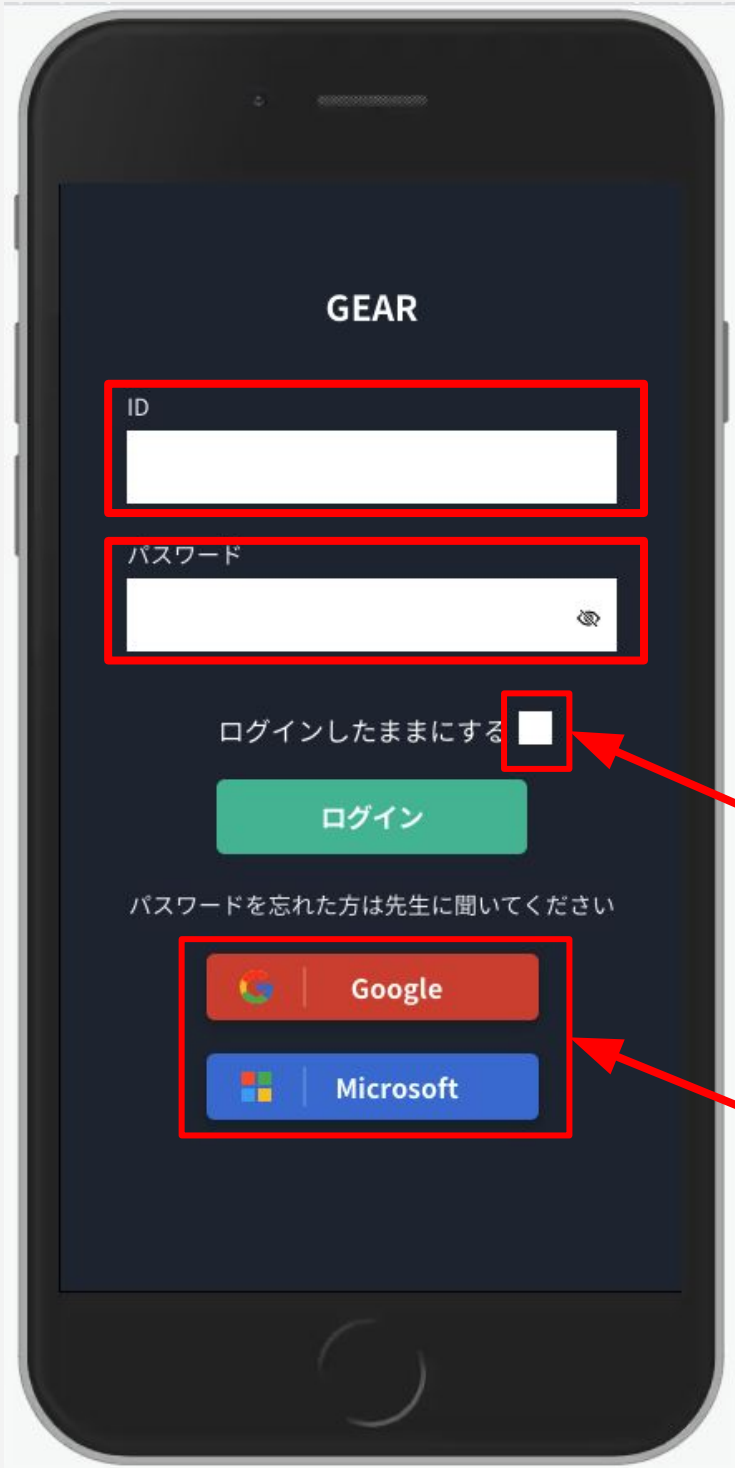 GEAR
ID
パスワード
ログインしたままにする
ログイン
パスワードを忘れた方は先生に聞いてください
Google
Microsoft